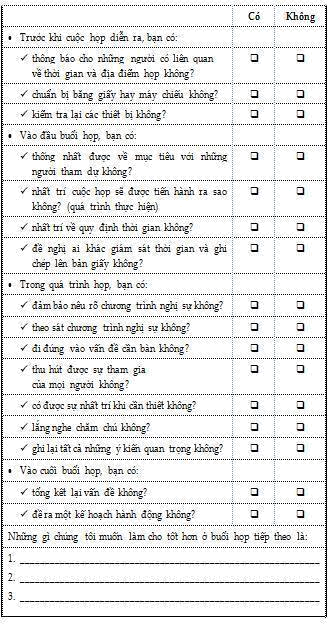 Có Không
• Trước khi cuộc họp diễn ra, bạn có:
✓ thông báo cho những người có liên quan
về thời gian và địa điểm họp không? ❑ ❑
✓ chuẩn bị bảng giấy hay máy chiếu không? ❑ ❑
✓ kiểm tra lại các thiết bị không? ❑ ❑
• Vào đầu buổi họp, bạn có:
✓ thống nhất được về mục tiêu với những
người tham dự không? ❑ ❑
✓ nhất trí cuộc họp sẽ được tiến hành ra sao
không? (quá trình thực hiện) ❑ ❑
✓ nhất trí về quy định thời gian không? ❑ ❑
✓ đề nghị ai khác giám sát thời gian và ghi
chép lên bản giấy không? ❑ ❑
• Trong quá trình họp, bạn có:
✓ đảm bảo nêu rõ chương trình nghị sự không? ❑ ❑
✓ theo sát chương trình nghị sự không? ❑ ❑
✓ đi đúng vào vấn đề cần bàn không? ❑ ❑
✓ thu hút được sự tham gia
của mọi người không? ❑ ❑
✓ có được sự nhất trí khi cần thiết không? ❑ ❑
✓ lắng nghe chăm chú không? ❑ ❑
✓ ghi lại tất cả những ý kiến quan trọng không? ❑ ❑
• Vào cuối buổi họp, bạn có:
✓ tổng kết lại vấn đề không? ❑ ❑
✓ đề ra một kế hoạch hành động không? ❑ ❑
Những gì chúng tôi muốn làm cho tốt hơn ở buổi họp tiếp theo là:
1. ______
2. ______
3. ______